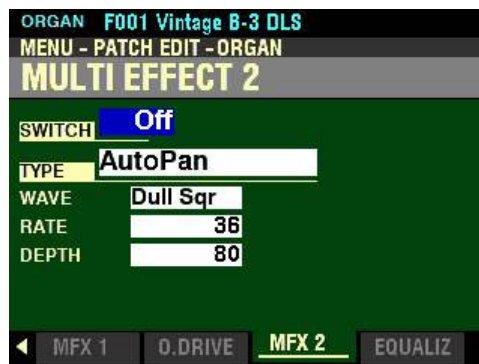 ORGAN F001 Vintage B-3 DLS
MENU - PATCH EDIT - ORGAN
MULTI EFFECT 2
SWITCH Off
TYPE AutoPan
WAVE Dull Sqr
RATE 36
DEPTH 80
MFX 1 O.DRIVE MFX 2 EQUALIZ